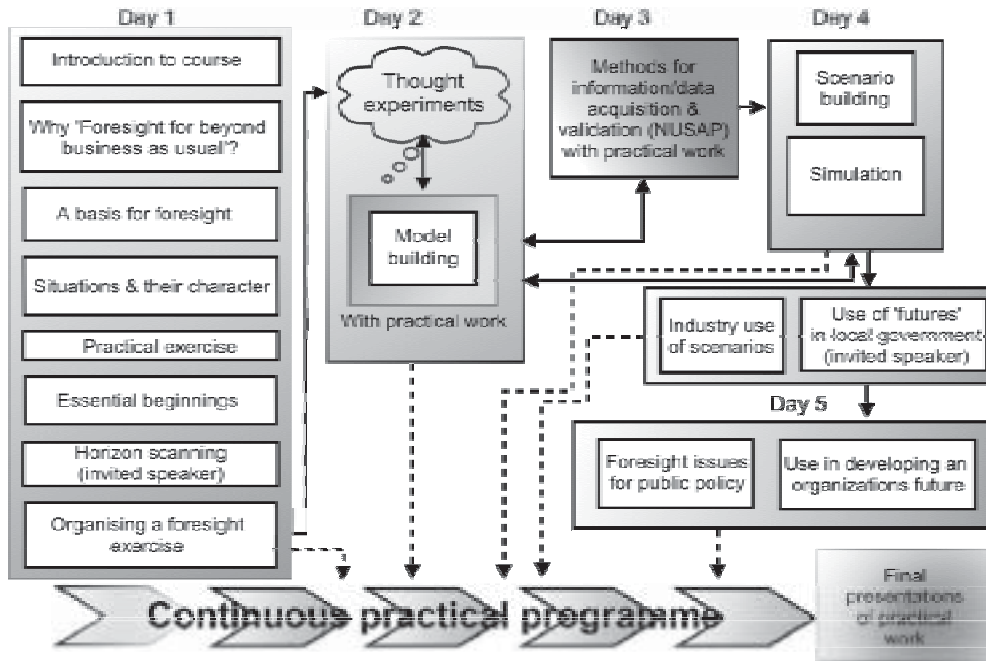 Day 1
Introduction to course
Why "Foresight for beyond
business as usual"?
A basis for foresight
Situations & their character
Practical exercise
Essential beginnings
Horizon scanning
(invited speaker)
Organising a foresight
exercise
Day 2
Thought
experiments
Model
building
With practical work
Day 3
Methods for
information/data
acquisition &
validation (NUSAP)
with practical work
Day 4
Scenario
building
Simulation
Industry use
of scenarios
Use of 'futures'
in local government
(invited speaker)
Day 5
Foresight issues
for public policy
Use in developing an
organizations future
Continuous practical programme
Final
presentations
of practical
work